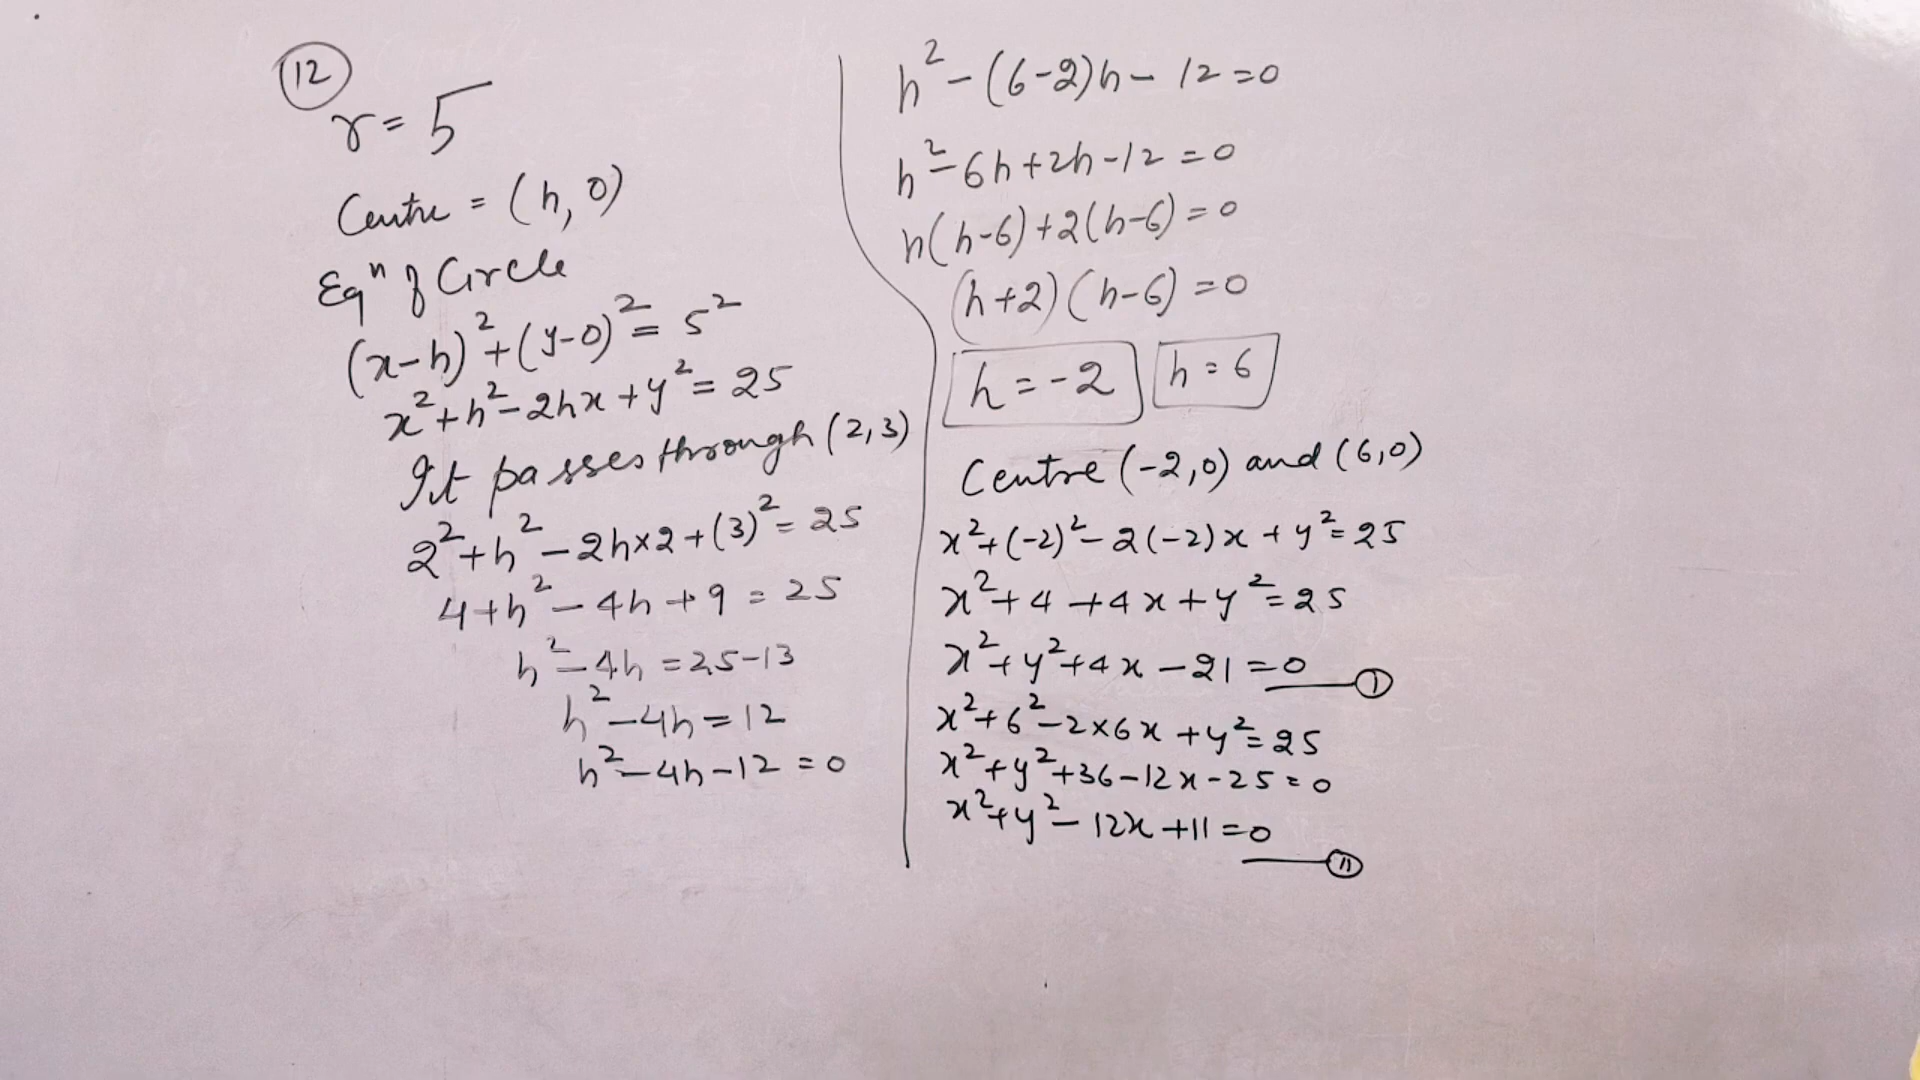 12
r = 5
Centre = (h, 0)
Eqⁿ of Circle
(x-h)² + (y-0)² = 5²
x² + h² - 2hx + y² = 25
It passes through (2,3)
2² + h² - 2h×2 + (3)² = 25
4 + h² - 4h + 9 = 25
h² - 4h = 25-13
h² - 4h = 12
h² - 4h - 12 = 0
h² - (6-2)h - 12 = 0
h² - 6h + 2h - 12 = 0
h(h-6) + 2(h-6) = 0
(h+2)(h-6) = 0
h = -2 h = 6
Centre (-2,0) and (6,0)
x² + (-2)² - 2(-2)x + y² = 25
x² + 4 + 4x + y² = 25
x² + y² + 4x - 21 = 0 — I
x² + 6² - 2×6x + y² = 25
x² + y² + 36 - 12x - 25 = 0
x² + y² - 12x + 11 = 0
— II